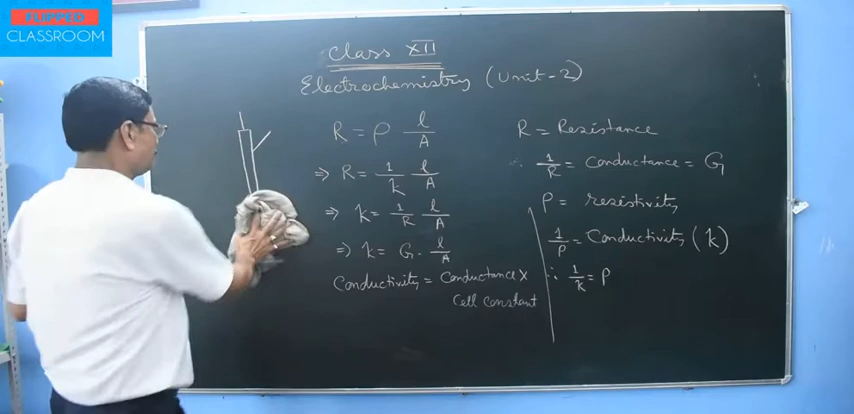 FLIPPED
CLASSROOM
Class XII
Electrochemistry (Unit-2)
R = ρ l/A
⇒ R = 1/k l/A
⇒ k = 1/R l/A
⇒ k = G · l/A
Conductivity = Conductance ×
Cell constant
R = Resistance
∴ 1/R = Conductance = G
ρ = resistivity
1/ρ = Conductivity (k)
∴ 1/k = ρ